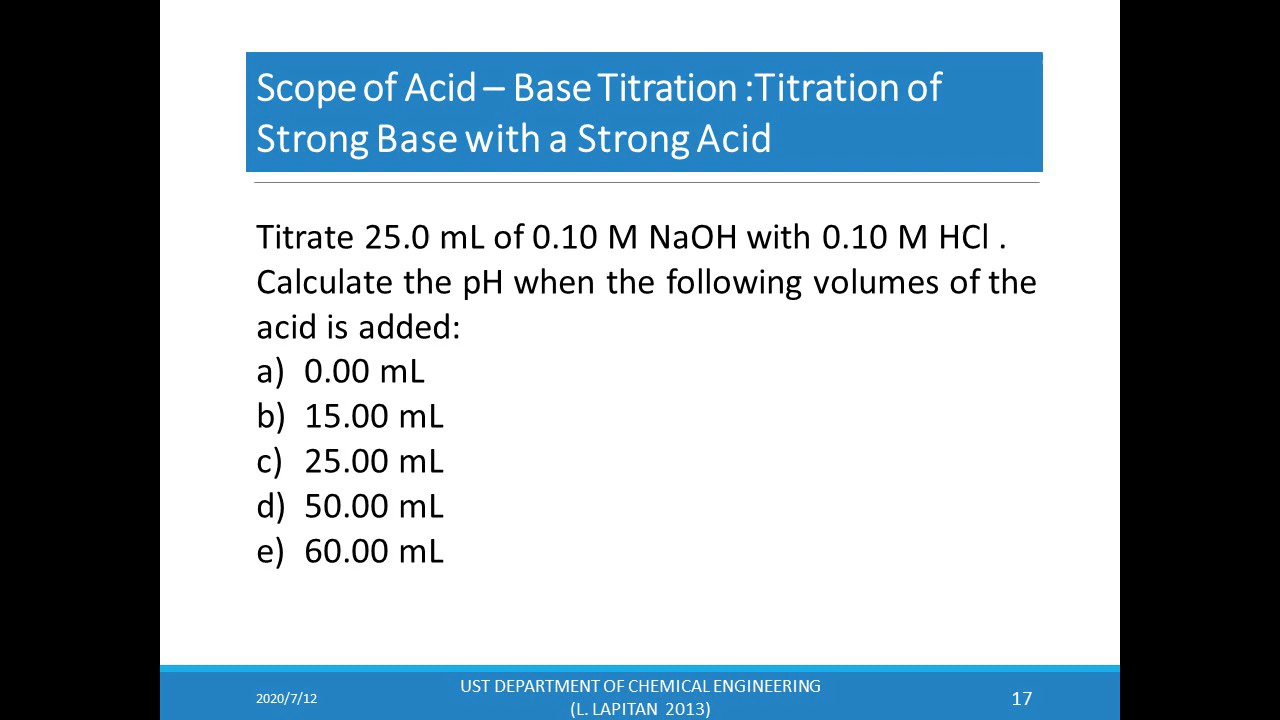 Scope of Acid – Base Titration :Titration of
Strong Base with a Strong Acid
Titrate 25.0 mL of 0.10 M NaOH with 0.10 M HCl .
Calculate the pH when the following volumes of the
acid is added:
a) 0.00 mL
b) 15.00 mL
c) 25.00 mL
d) 50.00 mL
e) 60.00 mL
2020/7/12
UST DEPARTMENT OF CHEMICAL ENGINEERING
(L. LAPITAN 2013)
17